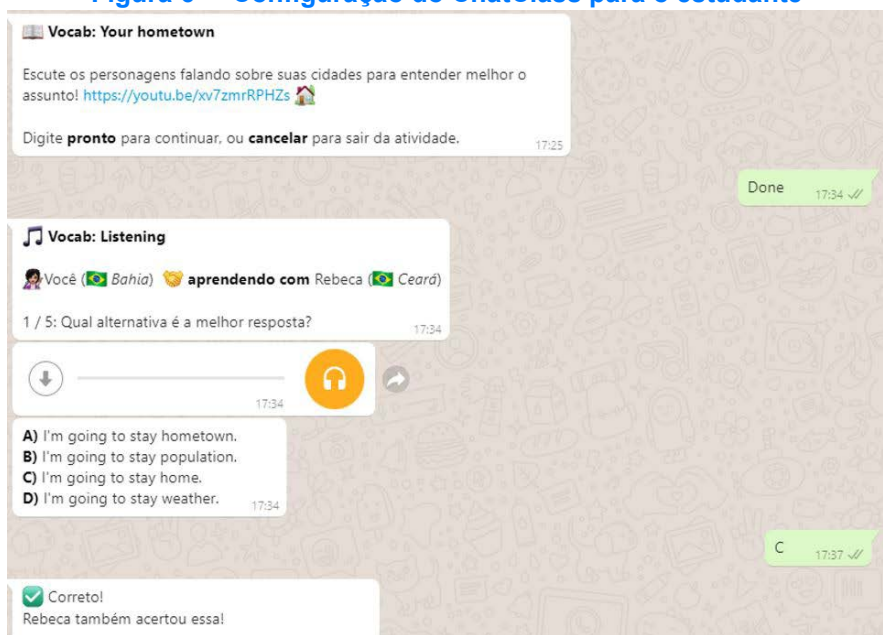 📖 Vocab: Your hometown
Escute os personagens falando sobre suas cidades para entender melhor o
assunto! https://youtu.be/xv7zmrRPHZs 🏠
Digite pronto para continuar, ou cancelar para sair da atividade.
17:25
Done
17:34
🎵 Vocab: Listening
Você (🇧🇷 Bahia) 🤝 aprendendo com Rebeca (🇧🇷 Ceará)
1 / 5: Qual alternativa é a melhor resposta?
17:34
17:34
A) I'm going to stay hometown.
B) I'm going to stay population.
C) I'm going to stay home.
D) I'm going to stay weather.
17:34
C
17:37
✅ Correto!
Rebeca também acertou essa!